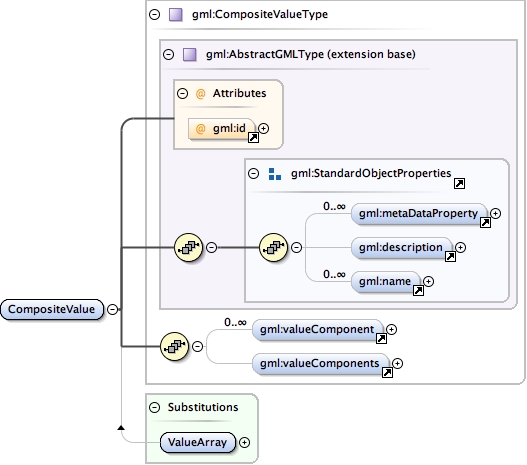 gml:CompositeValueType
gml:AbstractGMLType (extension base)
@ Attributes
@ gml:id
gml:StandardObjectProperties
0..∞
gml:metaDataProperty
gml:description
0..∞
gml:name
CompositeValue
0..∞
gml:valueComponent
gml:valueComponents
Substitutions
ValueArray